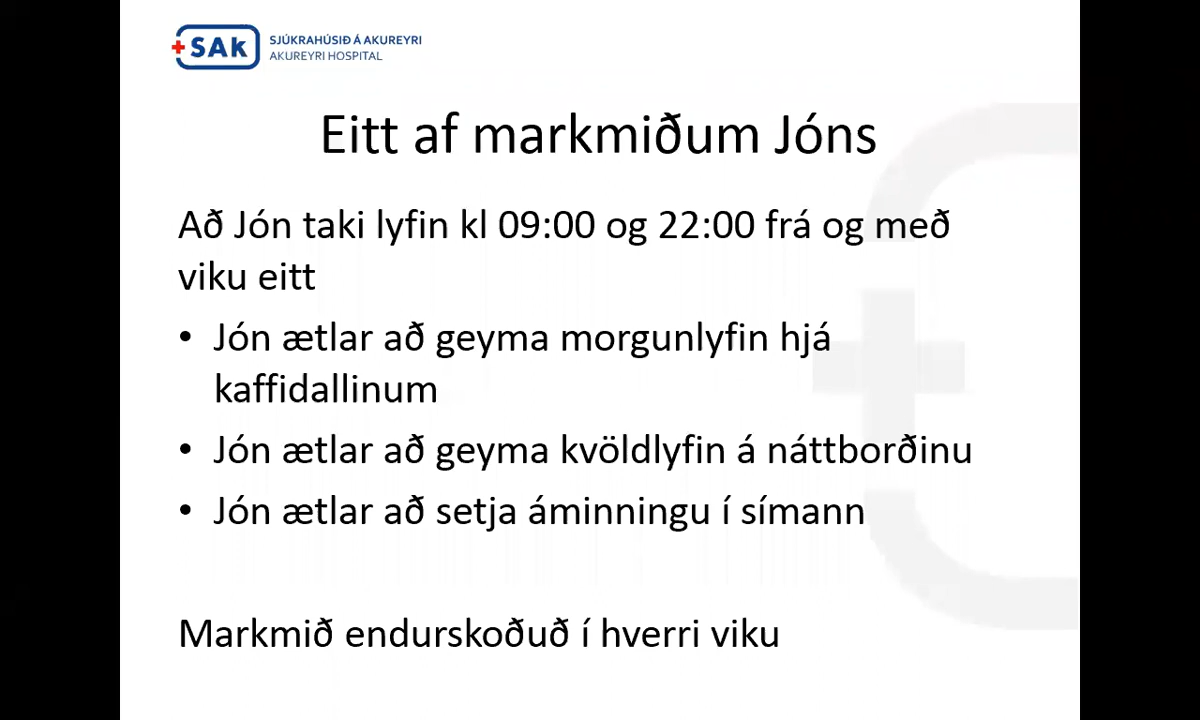 SAk
SJÚKRAHÚSIÐ Á AKUREYRI
AKUREYRI HOSPITAL
Eitt af markmiðum Jóns
Að Jón taki lyfin kl 09:00 og 22:00 frá og með
viku eitt
• Jón ætlar að geyma morgunlyfin hjá
kaffidallinum
• Jón ætlar að geyma kvöldlyfin á náttborðinu
• Jón ætlar að setja áminningu í símann
Markmið endurskoðuð í hverri viku